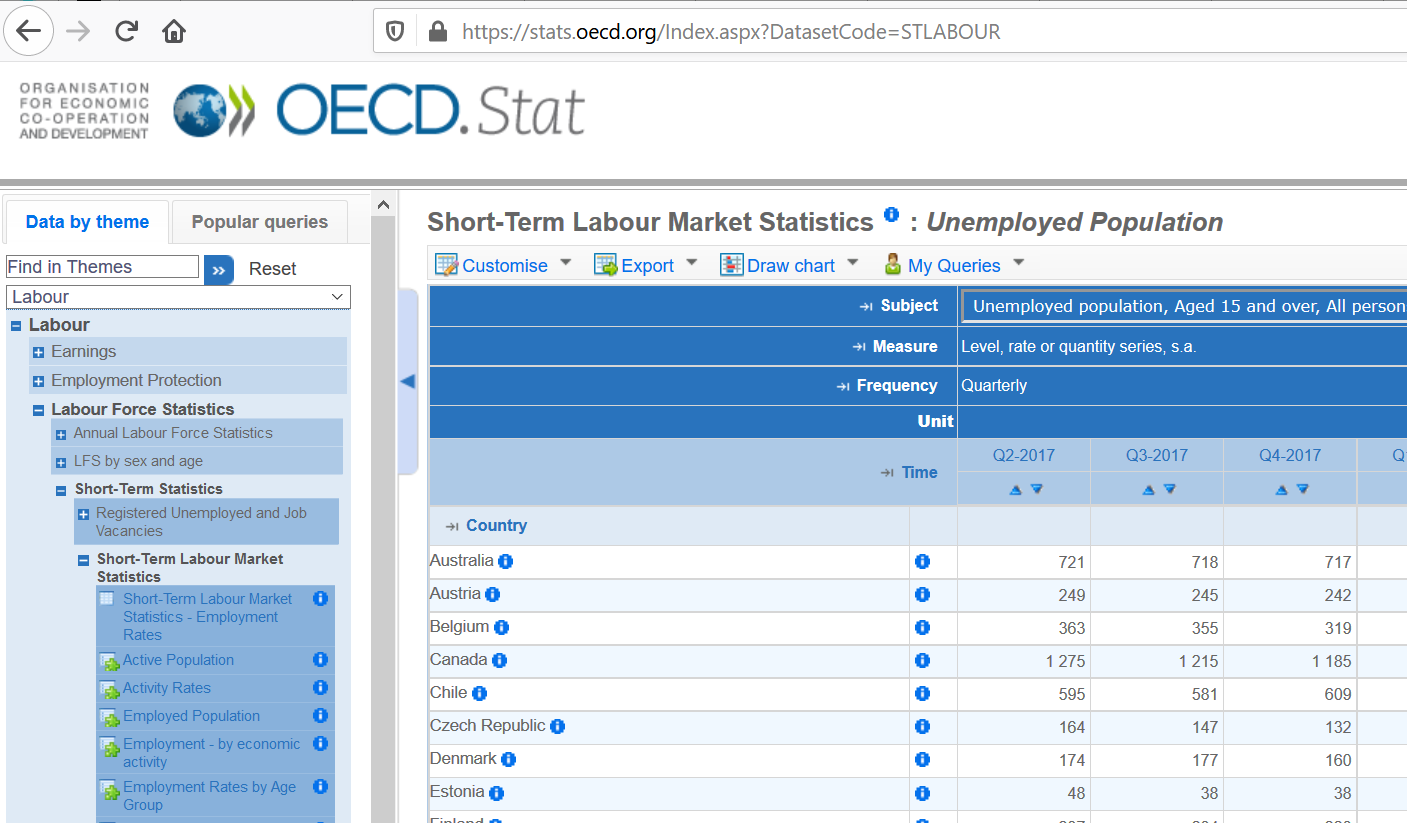 https://stats.oecd.org/Index.aspx?DatasetCode=STLABOUR
ORGANISATION
FOR ECONOMIC
CO-OPERATION
AND DEVELOPMENT
OECD.Stat
Data by theme
Popular queries
Find in Themes
»
Reset
Labour
Labour
Earnings
Employment Protection
Labour Force Statistics
Annual Labour Force Statistics
LFS by sex and age
Short-Term Statistics
Registered Unemployed and Job
Vacancies
Short-Term Labour Market
Statistics
Short-Term Labour Market
Statistics - Employment
Rates
Active Population
Activity Rates
Employed Population
Employment - by economic
activity
Employment Rates by Age
Group
Short-Term Labour Market Statistics : Unemployed Population
Customise Export Draw chart My Queries
Subject Unemployed population, Aged 15 and over, All person
Measure Level, rate or quantity series, s.a.
Frequency Quarterly
Unit
Time Q2-2017 Q3-2017 Q4-2017
Country
Australia 721 718 717
Austria 249 245 242
Belgium 363 355 319
Canada 1 275 1 215 1 185
Chile 595 581 609
Czech Republic 164 147 132
Denmark 174 177 160
Estonia 48 38 38
Finland